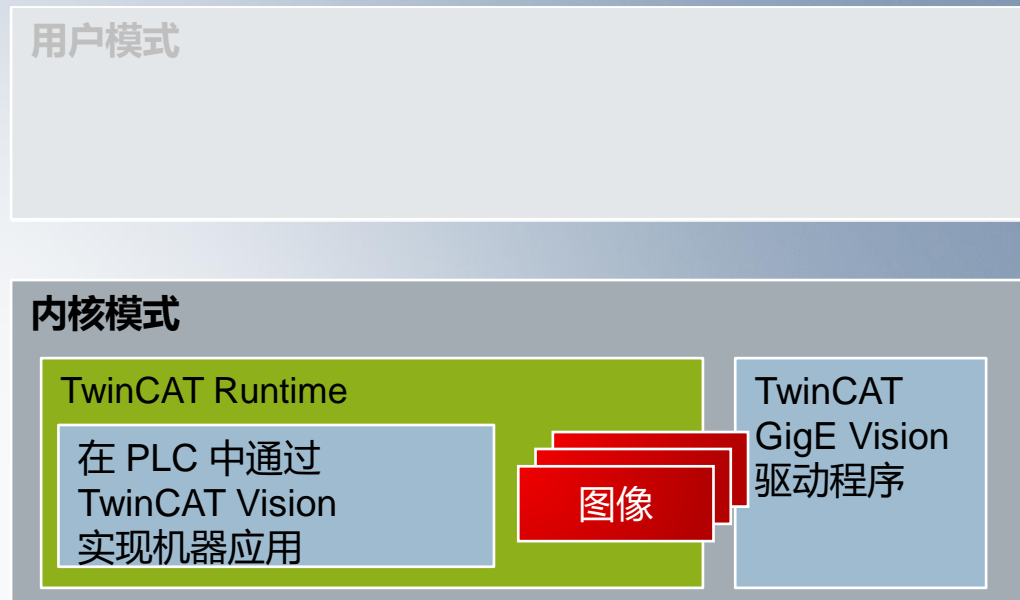 用户模式
内核模式
TwinCAT Runtime
在 PLC 中通过
TwinCAT Vision
实现机器应用
图像
TwinCAT
GigE Vision
驱动程序